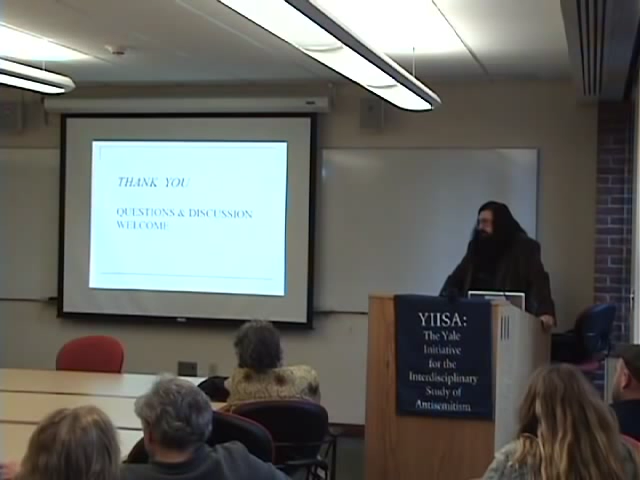 THANK YOU
QUESTIONS & DISCUSSION
WELCOME
YIISA:
The Yale
Initiative
for the
Interdisciplinary
Study of
Antisemitism